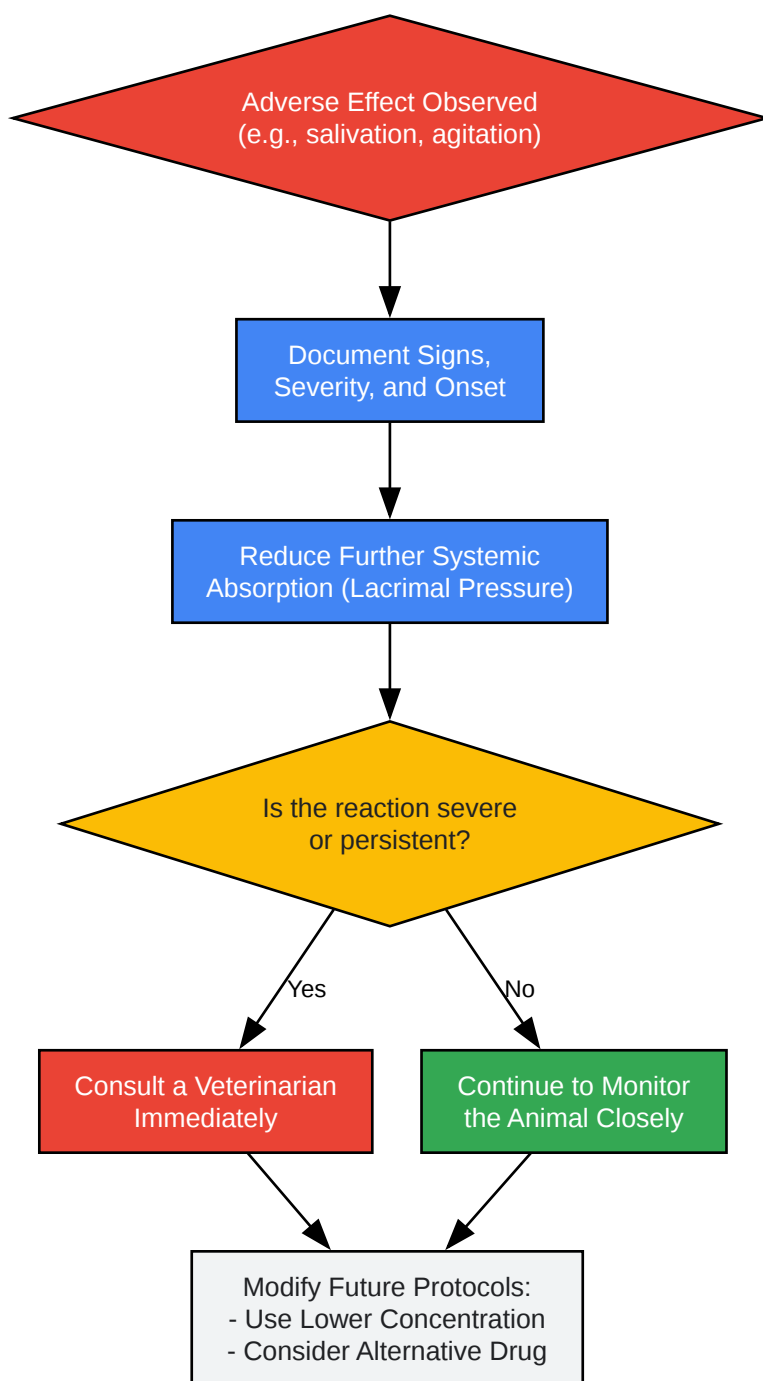 Adverse Effect Observed
(e.g., salivation, agitation)
Document Signs,
Severity, and Onset
Reduce Further Systemic
Absorption (Lacrimal Pressure)
Is the reaction severe
or persistent?
Yes
No
Consult a Veterinarian
Immediately
Continue to Monitor
the Animal Closely
Modify Future Protocols:
- Use Lower Concentration
- Consider Alternative Drug